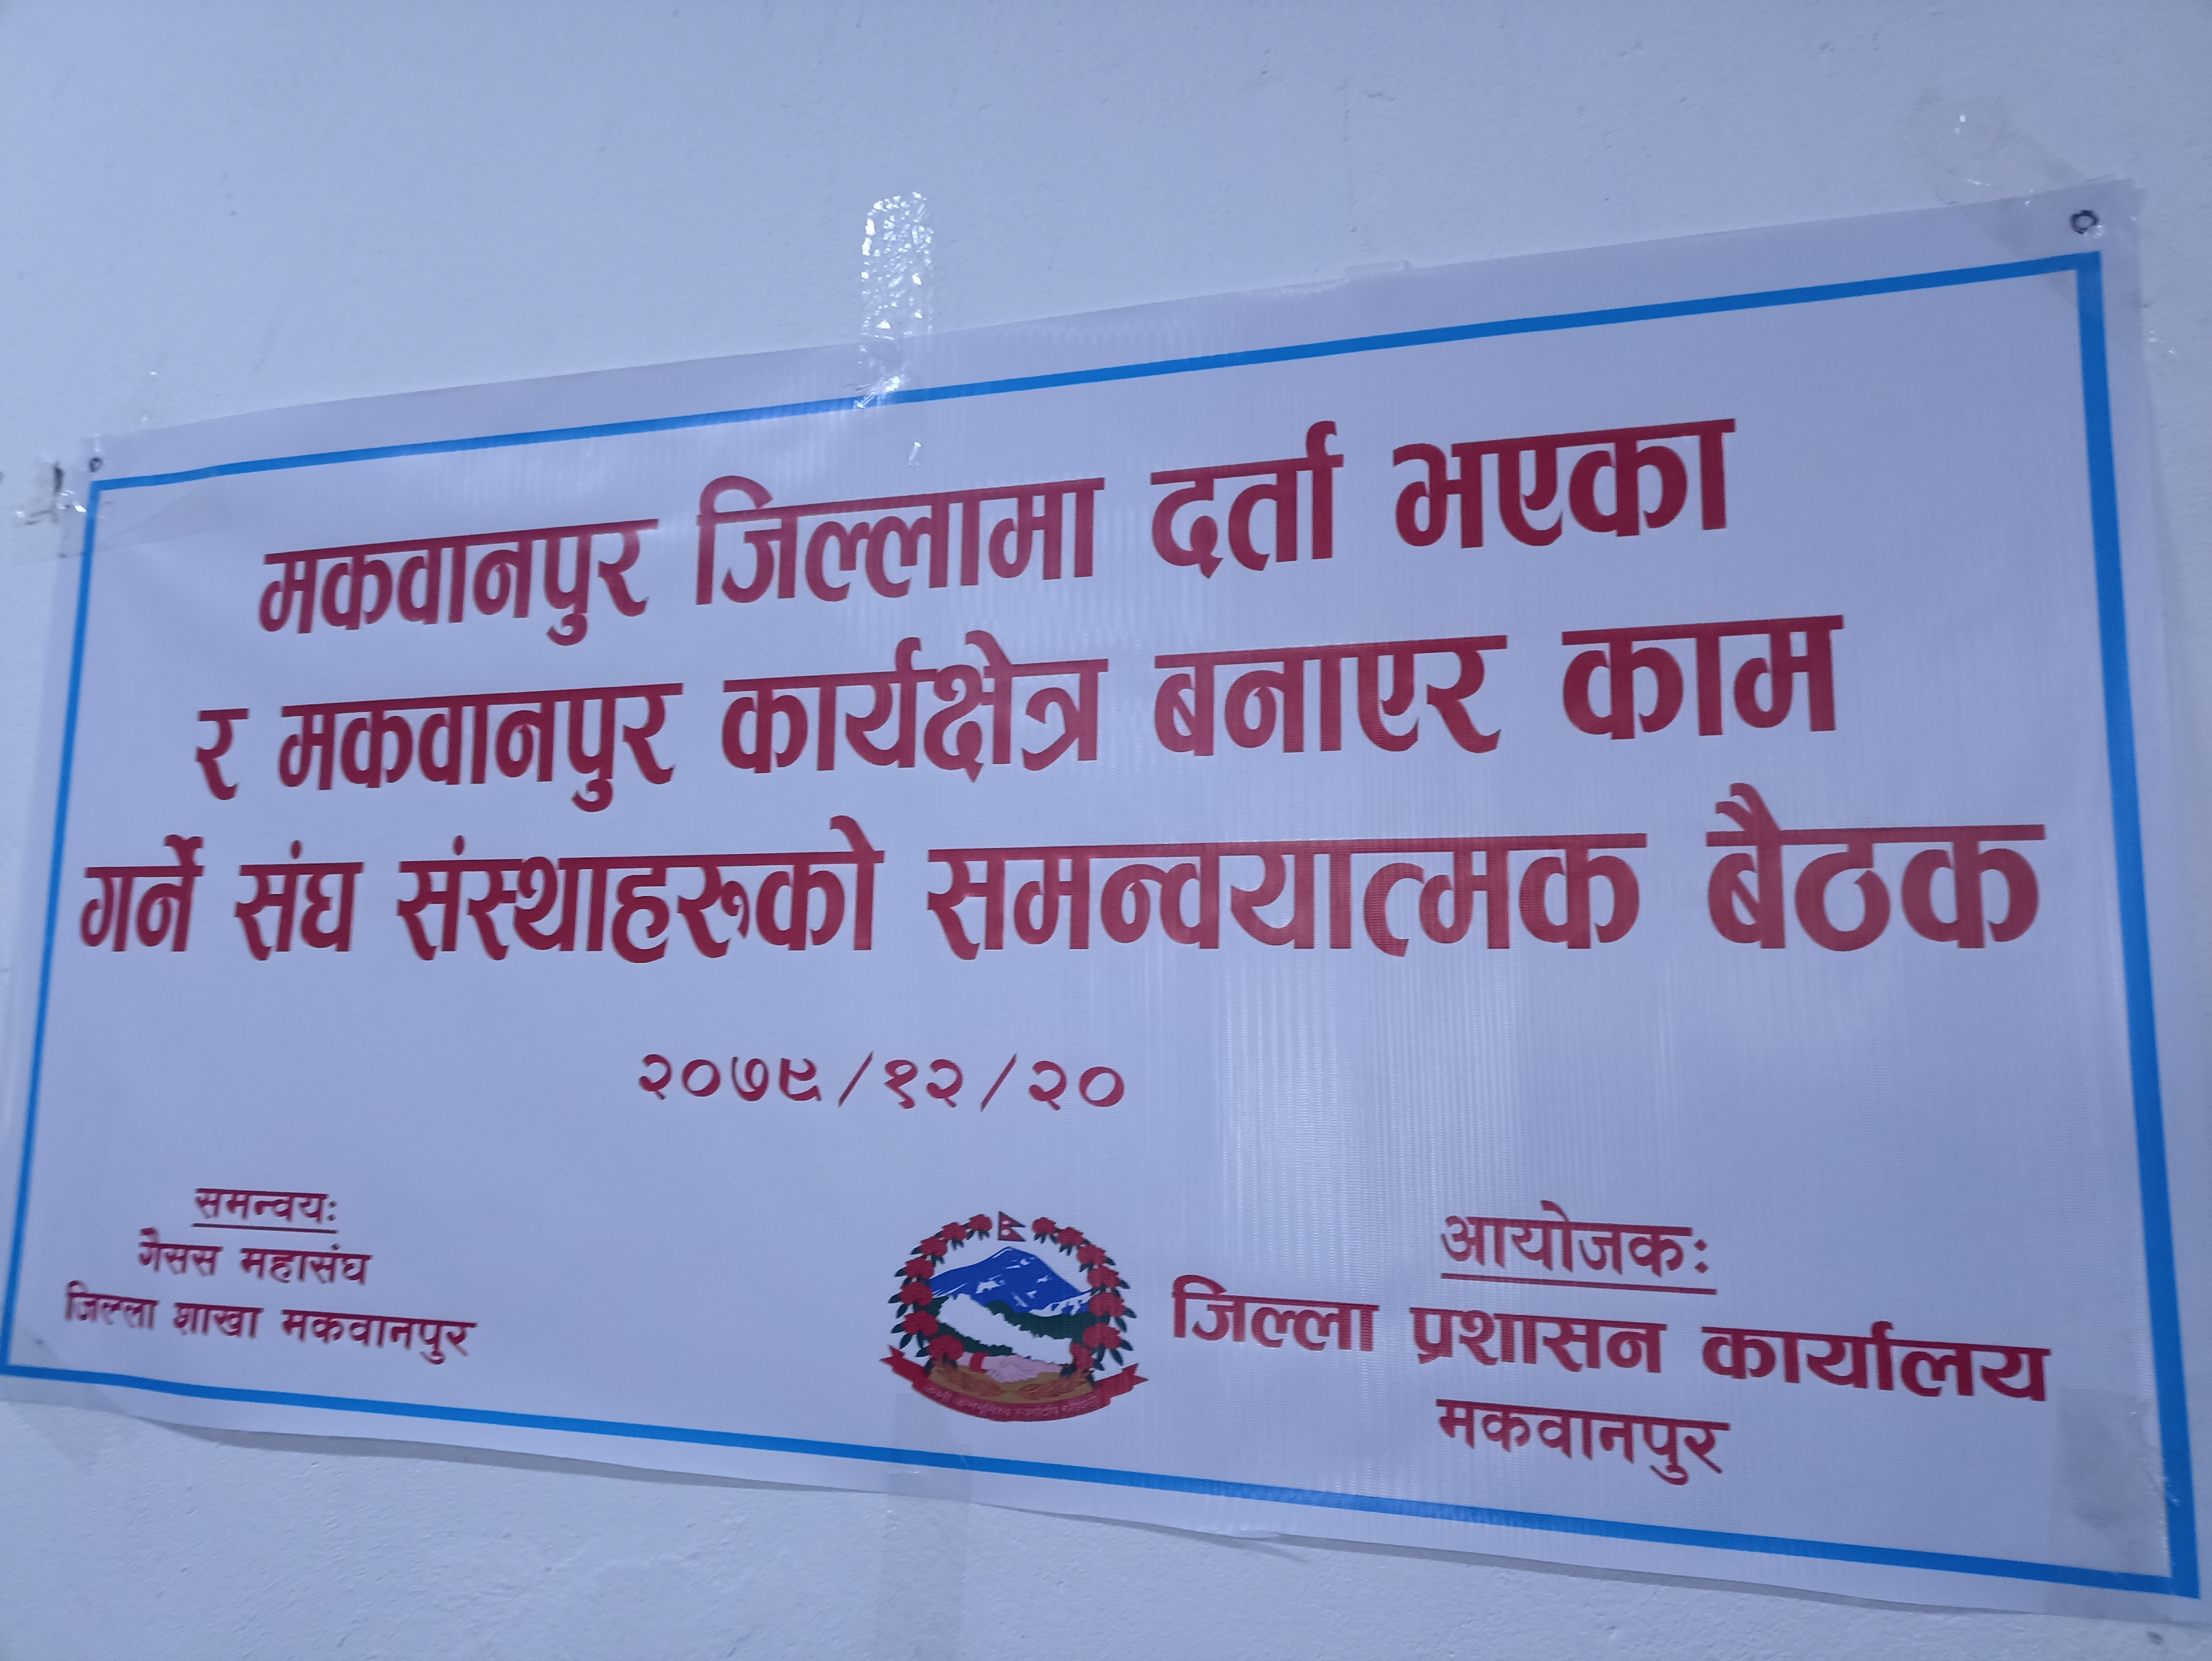 मकवानपुर जिल्लामा दर्ता भएका
र मकवानपुर कार्यक्षेत्र बनाएर काम
गर्ने संघ संस्थाहरुको समन्वयात्मक बैठक
२०७९/१२/२०
समन्वयः
गैसस महासंघ
जिल्ला शाखा मकवानपुर
आयोजकः
जिल्ला प्रशासन कार्यालय
मकवानपुर